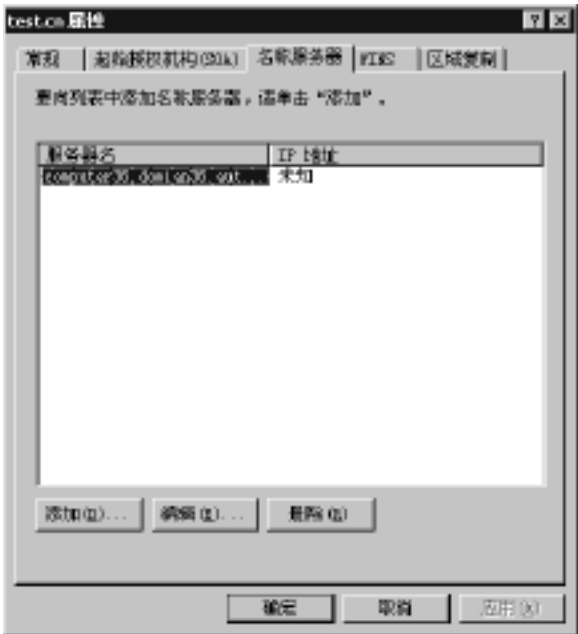 test.cn 属性
常规
起始授权机构(SOA)
名称服务器
WINS
区域复制
要向列表中添加名称服务器，请单击 “添加” 。
服务器名
IP 地址
未知
添加(D)...
编辑(E)...
删除(R)
确定
取消
应用(A)